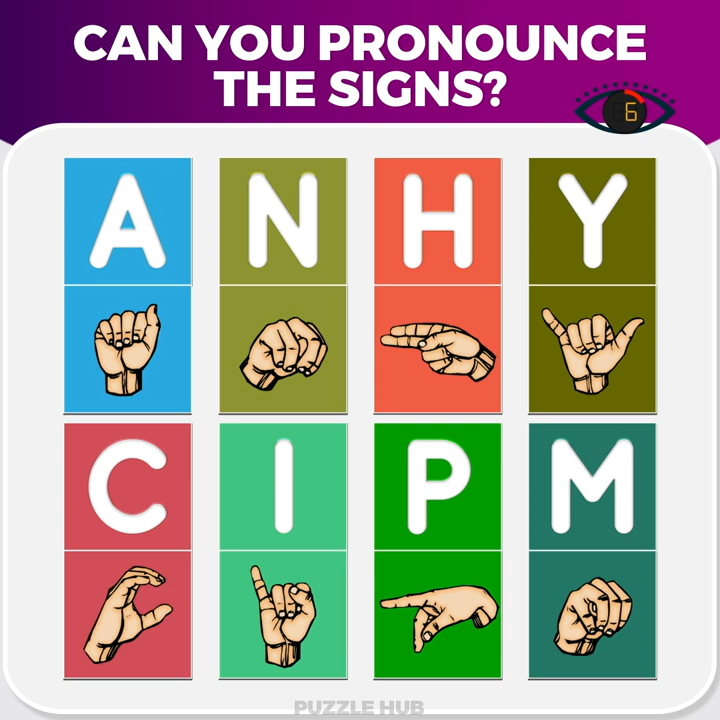 CAN YOU PRONOUNCE
THE SIGNS?
6
A N H Y
C I P M
PUZZLE HUB